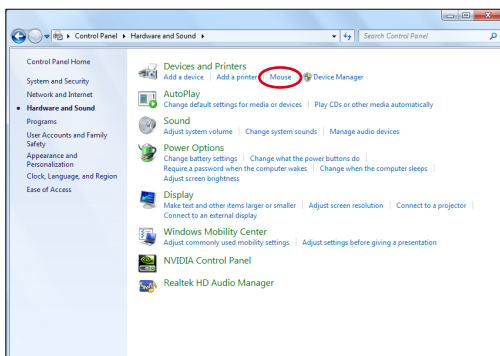 Control Panel ▸ Hardware and Sound ▸
Search Control Panel
Control Panel Home
System and Security
Network and Internet
Hardware and Sound
Programs
User Accounts and Family
Safety
Appearance and
Personalization
Clock, Language, and Region
Ease of Access
Devices and Printers
Add a device | Add a printer | Mouse | Device Manager
AutoPlay
Change default settings for media or devices | Play CDs or other media automatically
Sound
Adjust system volume | Change system sounds | Manage audio devices
Power Options
Change battery settings | Change what the power buttons do |
Require a password when the computer wakes | Change when the computer sleeps |
Adjust screen brightness
Display
Make text and other items larger or smaller | Adjust screen resolution | Connect to a projector |
Connect to an external display
Windows Mobility Center
Adjust commonly used mobility settings | Adjust settings before giving a presentation
NVIDIA Control Panel
Realtek HD Audio Manager